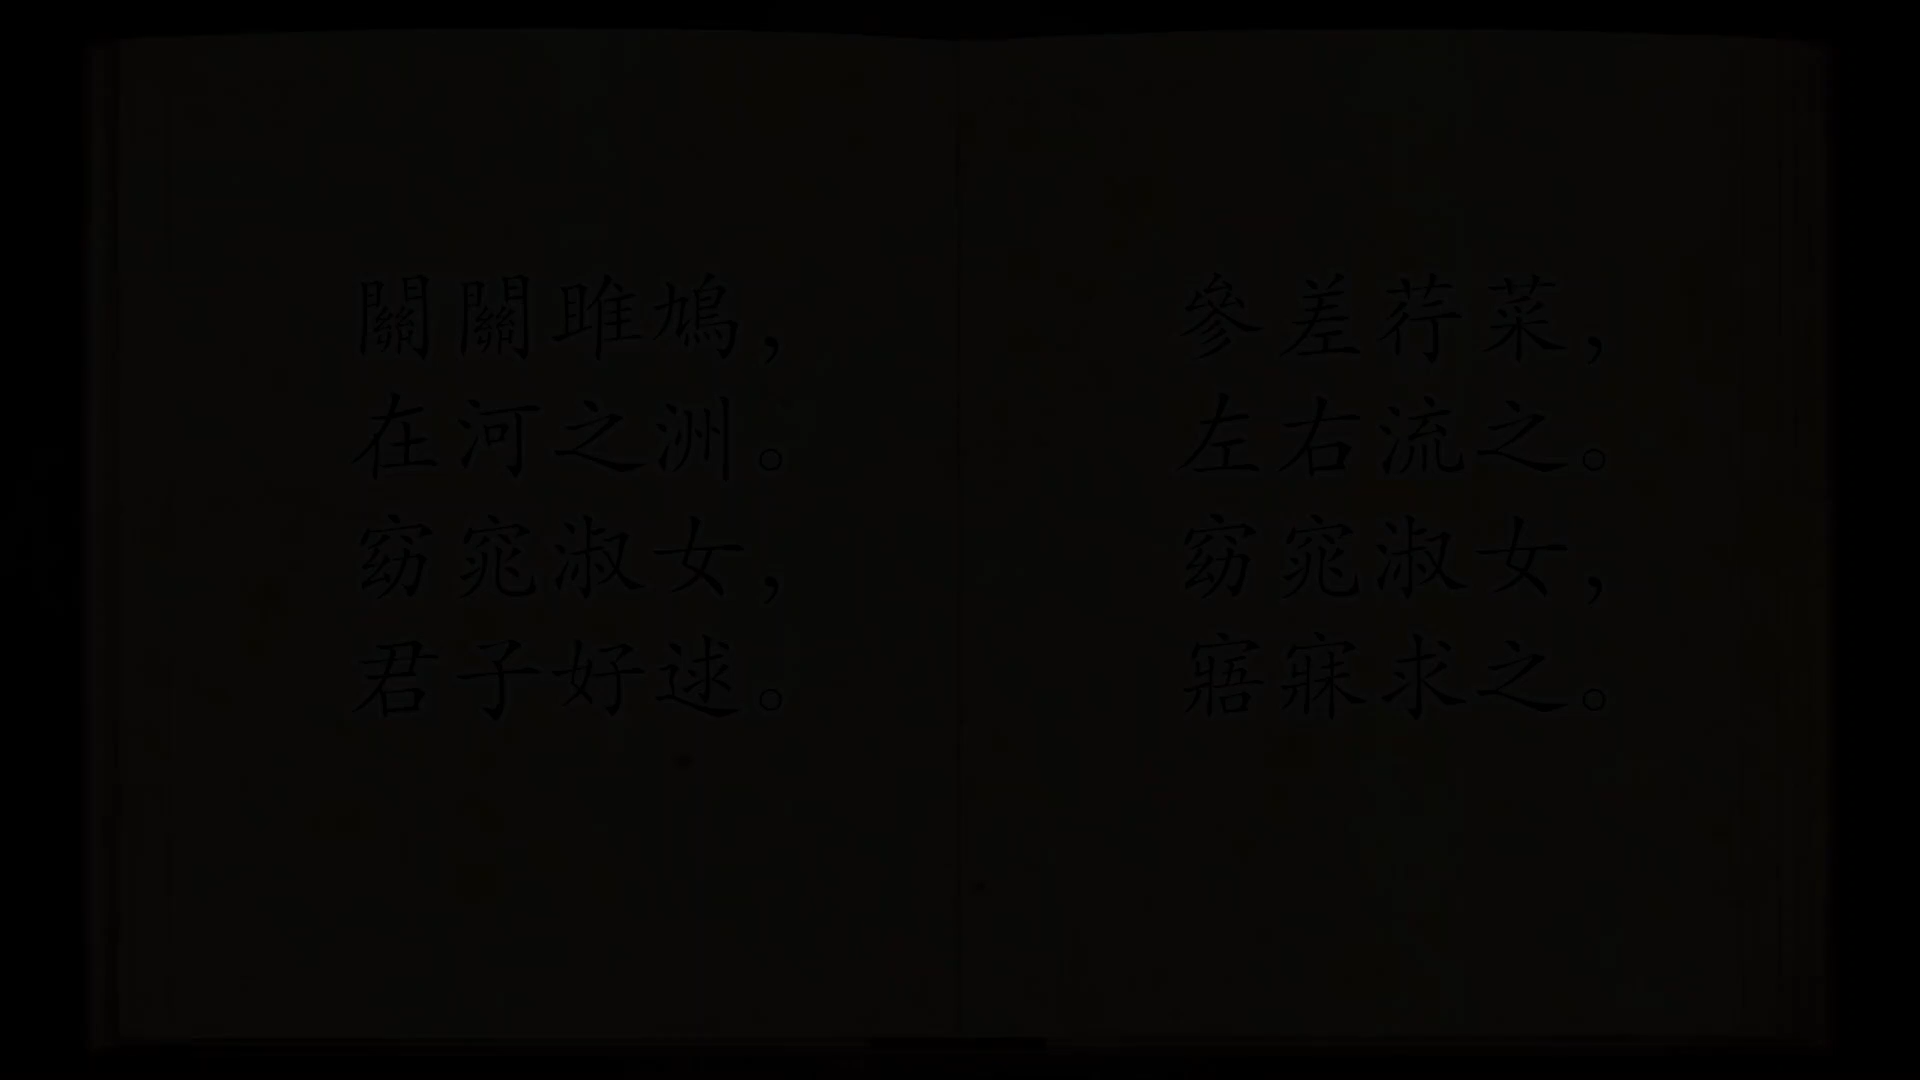 關關雎鳩，
在河之洲。
窈窕淑女，
君子好逑。
參差荇菜，
左右流之。
窈窕淑女，
寤寐求之。